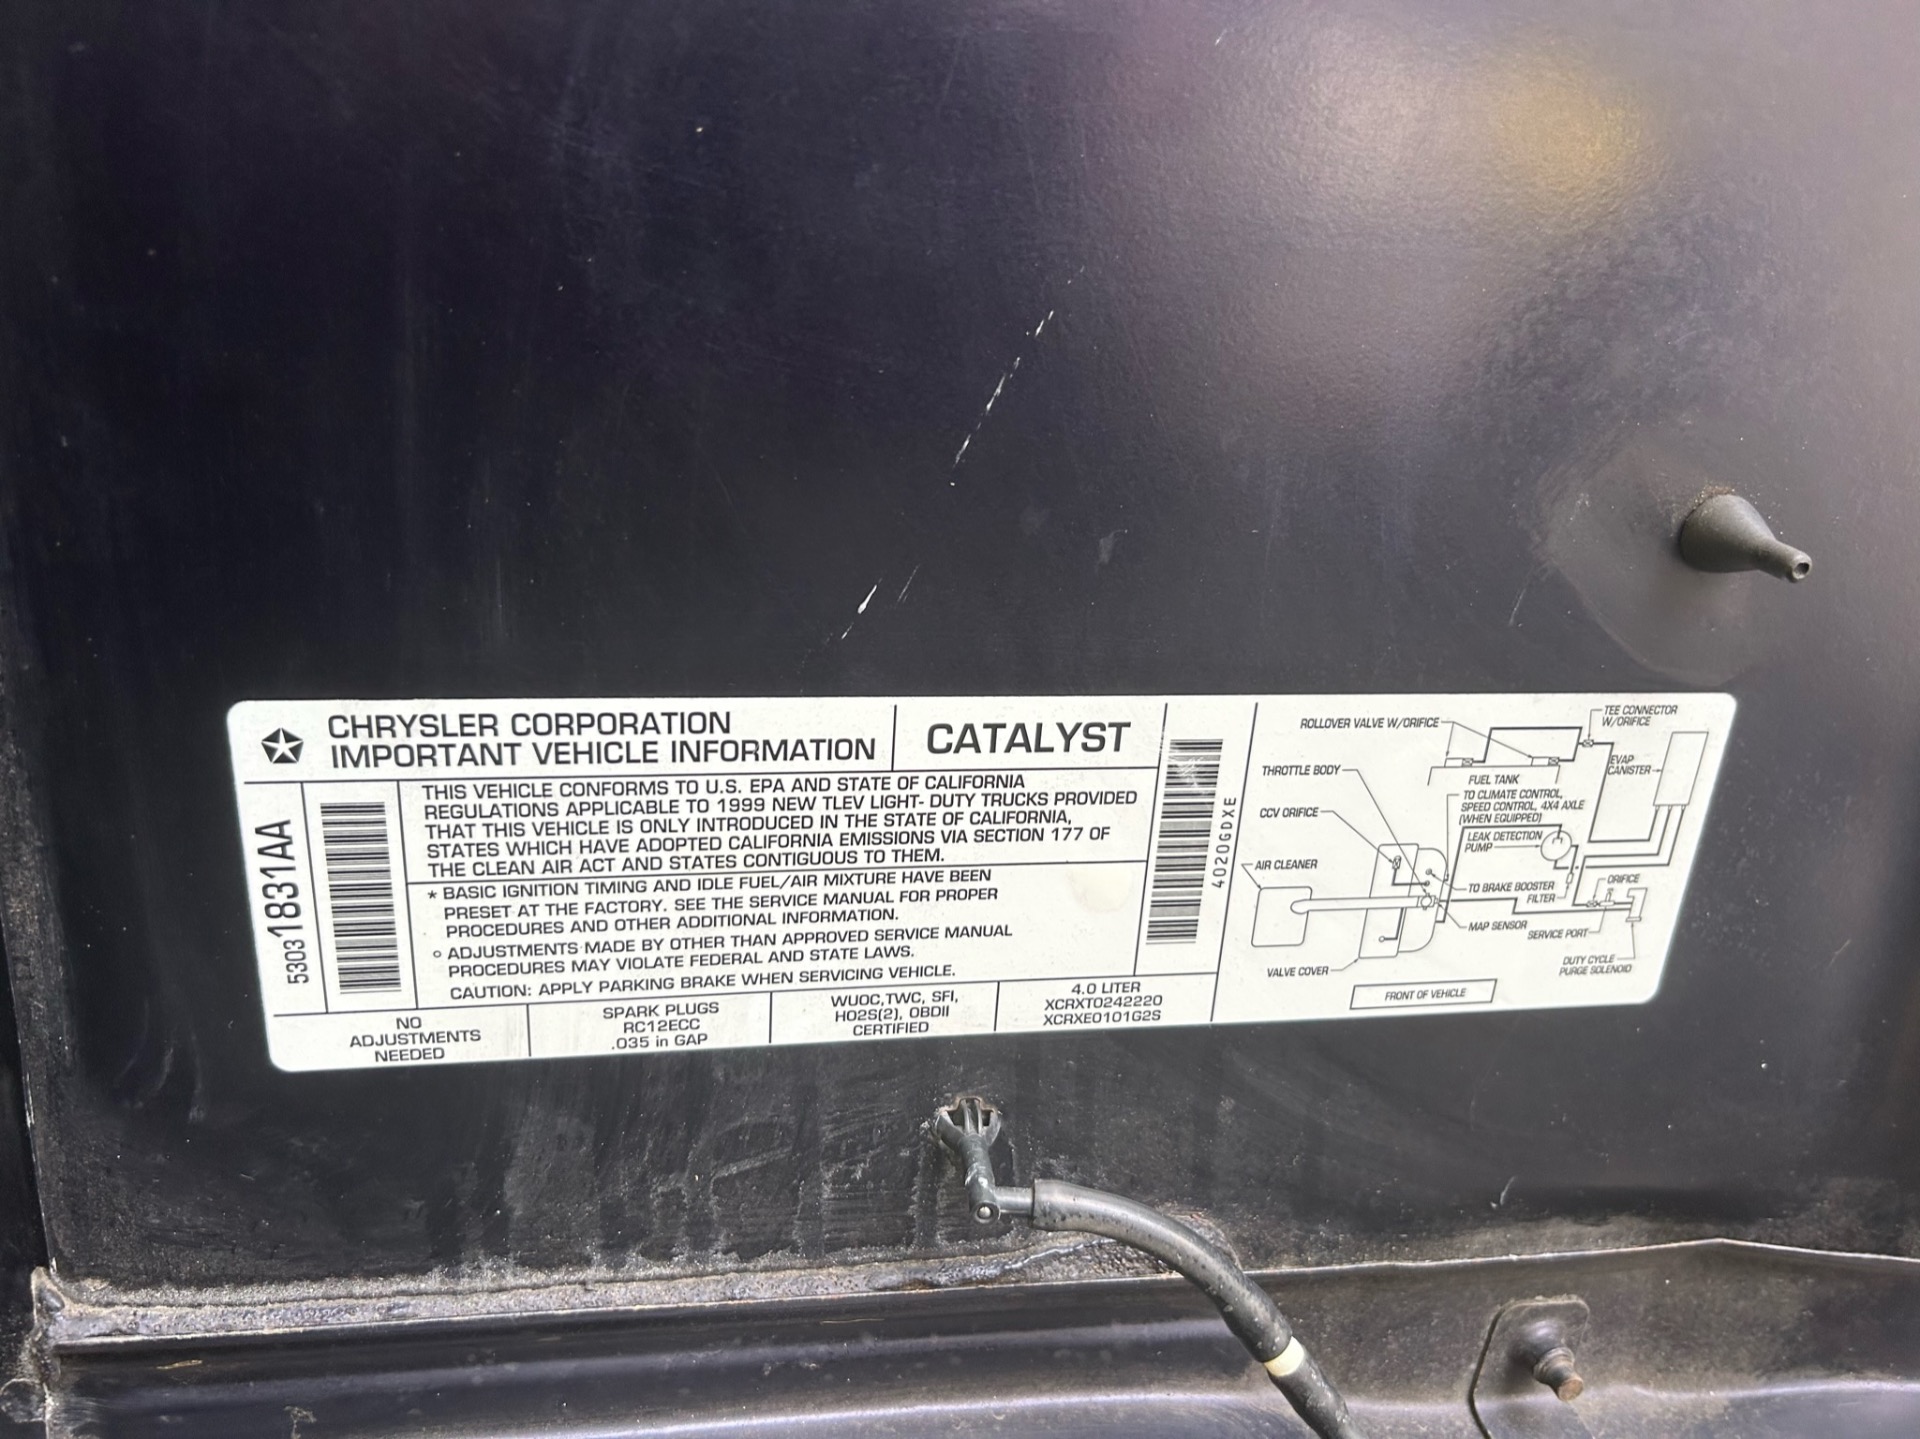 CHRYSLER CORPORATION
IMPORTANT VEHICLE INFORMATION
CATALYST
53031831AA
THIS VEHICLE CONFORMS TO U.S. EPA AND STATE OF CALIFORNIA
REGULATIONS APPLICABLE TO 1999 NEW TLEV LIGHT- DUTY TRUCKS PROVIDED
THAT THIS VEHICLE IS ONLY INTRODUCED IN THE STATE OF CALIFORNIA,
STATES WHICH HAVE ADOPTED CALIFORNIA EMISSIONS VIA SECTION 177 OF
THE CLEAN AIR ACT AND STATES CONTIGUOUS TO THEM.
* BASIC IGNITION TIMING AND IDLE FUEL/AIR MIXTURE HAVE BEEN
PRESET AT THE FACTORY. SEE THE SERVICE MANUAL FOR PROPER
PROCEDURES AND OTHER ADDITIONAL INFORMATION.
° ADJUSTMENTS MADE BY OTHER THAN APPROVED SERVICE MANUAL
PROCEDURES MAY VIOLATE FEDERAL AND STATE LAWS.
CAUTION: APPLY PARKING BRAKE WHEN SERVICING VEHICLE.
NO
ADJUSTMENTS
NEEDED
SPARK PLUGS
RC12ECC
.035 in GAP
WUOC,TWC, SFI,
HO2S(2), OBDII
CERTIFIED
4.0 LITER
XCRXT0242220
XCRXE0101G2S
4020GDXE
ROLLOVER VALVE W/ORIFICE
TEE CONNECTOR
W/ORIFICE
THROTTLE BODY
FUEL TANK
EVAP
CANISTER
TO CLIMATE CONTROL,
SPEED CONTROL, 4X4 AXLE
(WHEN EQUIPPED)
CCV ORIFICE
LEAK DETECTION
PUMP
AIR CLEANER
TO BRAKE BOOSTER
ORIFICE
FILTER
MAP SENSOR
SERVICE PORT
VALVE COVER
DUTY CYCLE
PURGE SOLENOID
FRONT OF VEHICLE